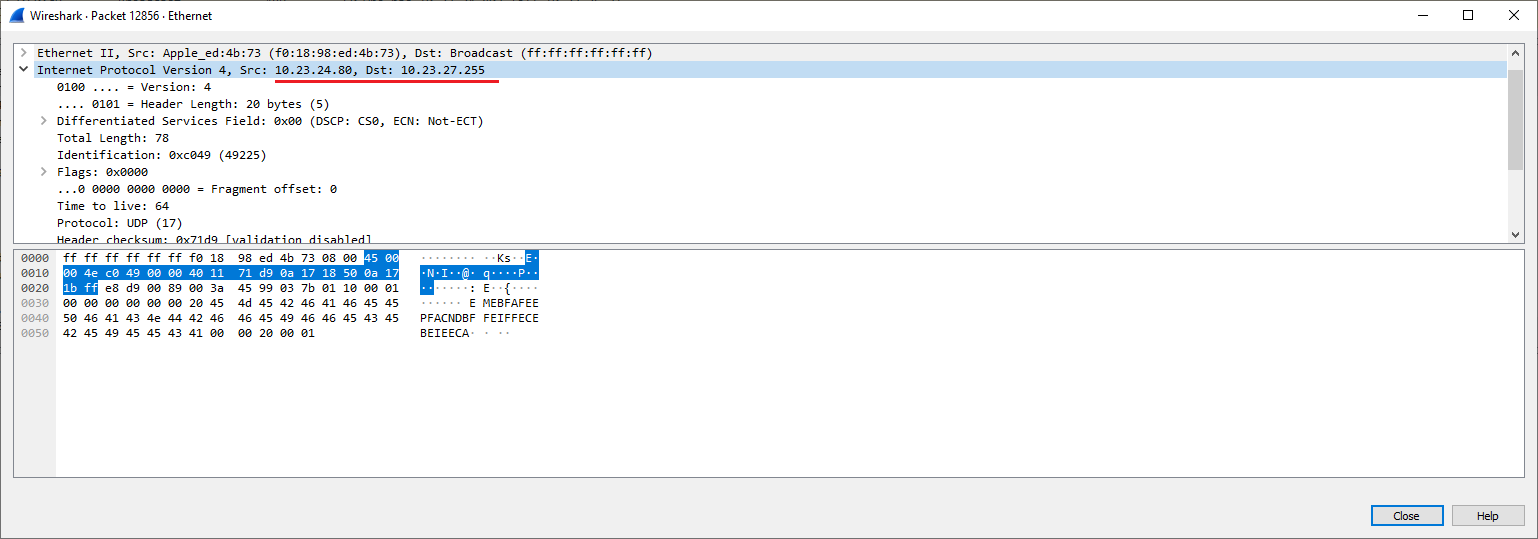 Wireshark · Packet 12856 · Ethernet
Ethernet II, Src: Apple_ed:4b:73 (f0:18:98:ed:4b:73), Dst: Broadcast (ff:ff:ff:ff:ff:ff)
Internet Protocol Version 4, Src: 10.23.24.80, Dst: 10.23.27.255
0100 .... = Version: 4
.... 0101 = Header Length: 20 bytes (5)
Differentiated Services Field: 0x00 (DSCP: CS0, ECN: Not-ECT)
Total Length: 78
Identification: 0xc049 (49225)
Flags: 0x0000
...0 0000 0000 0000 = Fragment offset: 0
Time to live: 64
Protocol: UDP (17)
Header checksum: 0x71d9 [validation disabled]
0000 ff ff ff ff ff ff f0 18 98 ed 4b 73 08 00 45 00 ········ ··Ks··E·
0010 00 4e c0 49 00 00 40 11 71 d9 0a 17 18 50 0a 17 ·N·I··@· q····P··
0020 1b ff e8 d9 00 89 00 3a 45 99 03 7b 01 10 00 01 ·······: E··{····
0030 00 00 00 00 00 00 20 45 4d 45 42 46 41 46 45 45 ······ E MEBFAFEE
0040 50 46 41 43 4e 44 42 46 46 45 49 46 46 45 43 45 PFACNDBF FEIFFECE
0050 42 45 49 45 45 43 41 00 00 20 00 01 BEIEECA· · ··
Close
Help